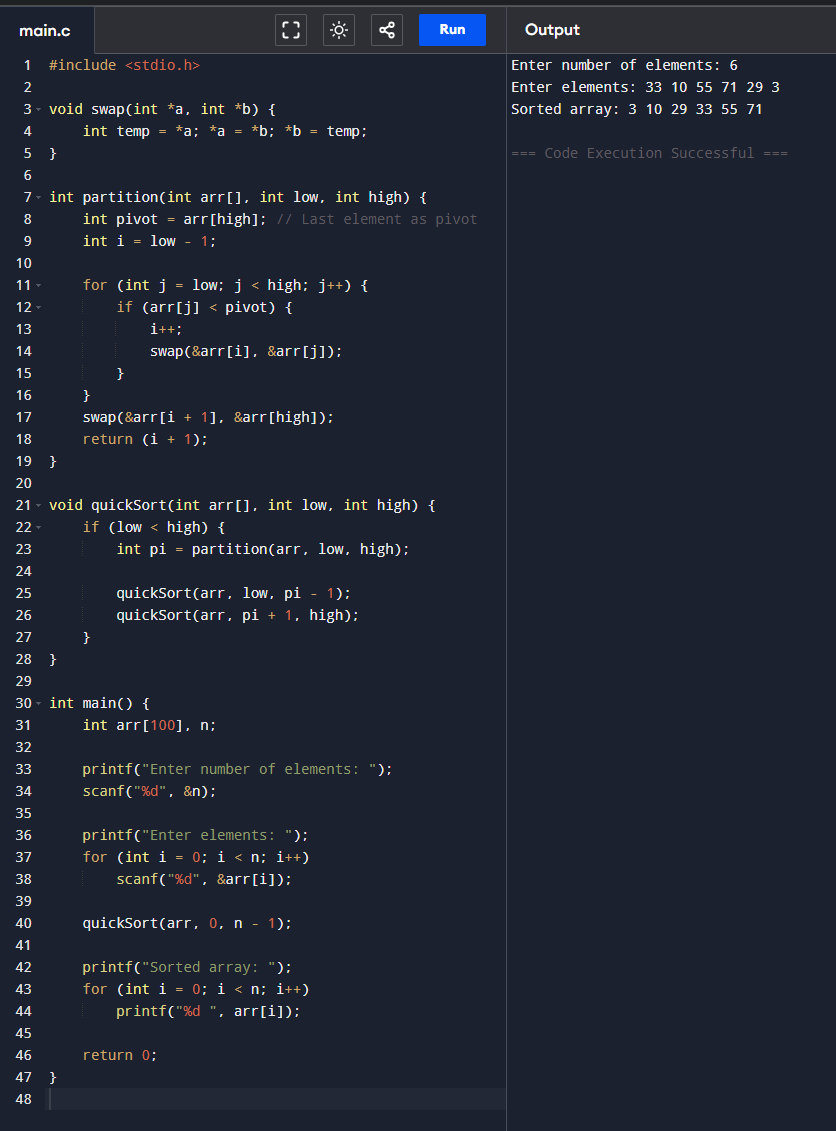 main.c
Run
Output
1 #include <stdio.h>
2
3 void swap(int *a, int *b) {
4     int temp = *a; *a = *b; *b = temp;
5 }
6
7 int partition(int arr[], int low, int high) {
8     int pivot = arr[high]; // Last element as pivot
9     int i = low - 1;
10
11     for (int j = low; j < high; j++) {
12         if (arr[j] < pivot) {
13             i++;
14             swap(&arr[i], &arr[j]);
15         }
16     }
17     swap(&arr[i + 1], &arr[high]);
18     return (i + 1);
19 }
20
21 void quickSort(int arr[], int low, int high) {
22     if (low < high) {
23         int pi = partition(arr, low, high);
24
25         quickSort(arr, low, pi - 1);
26         quickSort(arr, pi + 1, high);
27     }
28 }
29
30 int main() {
31     int arr[100], n;
32
33     printf("Enter number of elements: ");
34     scanf("%d", &n);
35
36     printf("Enter elements: ");
37     for (int i = 0; i < n; i++)
38         scanf("%d", &arr[i]);
39
40     quickSort(arr, 0, n - 1);
41
42     printf("Sorted array: ");
43     for (int i = 0; i < n; i++)
44         printf("%d ", arr[i]);
45
46     return 0;
47 }
48
Enter number of elements: 6
Enter elements: 33 10 55 71 29 3
Sorted array: 3 10 29 33 55 71
=== Code Execution Successful ===